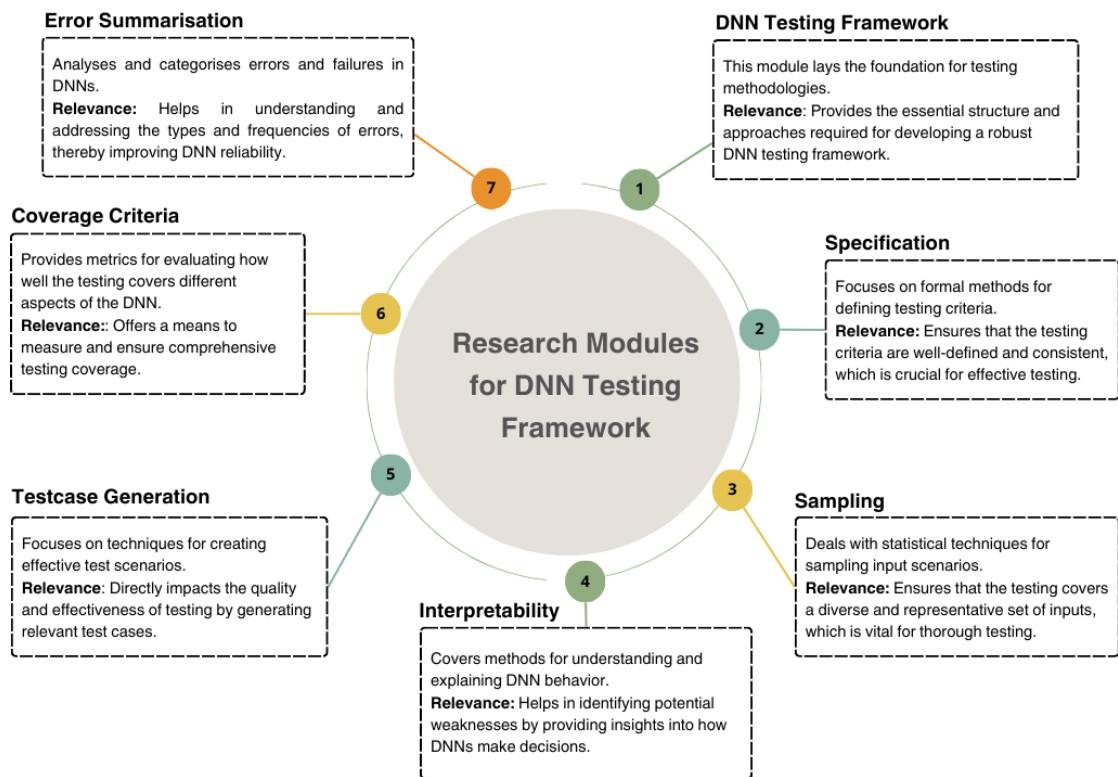 Error Summarisation
Analyses and categorises errors and failures in
DNNs.
Relevance: Helps in understanding and
addressing the types and frequencies of errors,
thereby improving DNN reliability.
DNN Testing Framework
This module lays the foundation for testing
methodologies.
Relevance: Provides the essential structure and
approaches required for developing a robust
DNN testing framework.
7
1
Coverage Criteria
Provides metrics for evaluating how
well the testing covers different
aspects of the DNN.
Relevance:: Offers a means to
measure and ensure comprehensive
testing coverage.
6
Specification
Focuses on formal methods for
defining testing criteria.
Relevance: Ensures that the testing
criteria are well-defined and consistent,
which is crucial for effective testing.
2
Research Modules
for DNN Testing
Framework
5
3
Testcase Generation
Focuses on techniques for creating
effective test scenarios.
Relevance: Directly impacts the quality
and effectiveness of testing by generating
relevant test cases.
Sampling
Deals with statistical techniques for
sampling input scenarios.
Relevance: Ensures that the testing covers
a diverse and representative set of inputs,
which is vital for thorough testing.
4
Interpretability
Covers methods for understanding and
explaining DNN behavior.
Relevance: Helps in identifying potential
weaknesses by providing insights into how
DNNs make decisions.